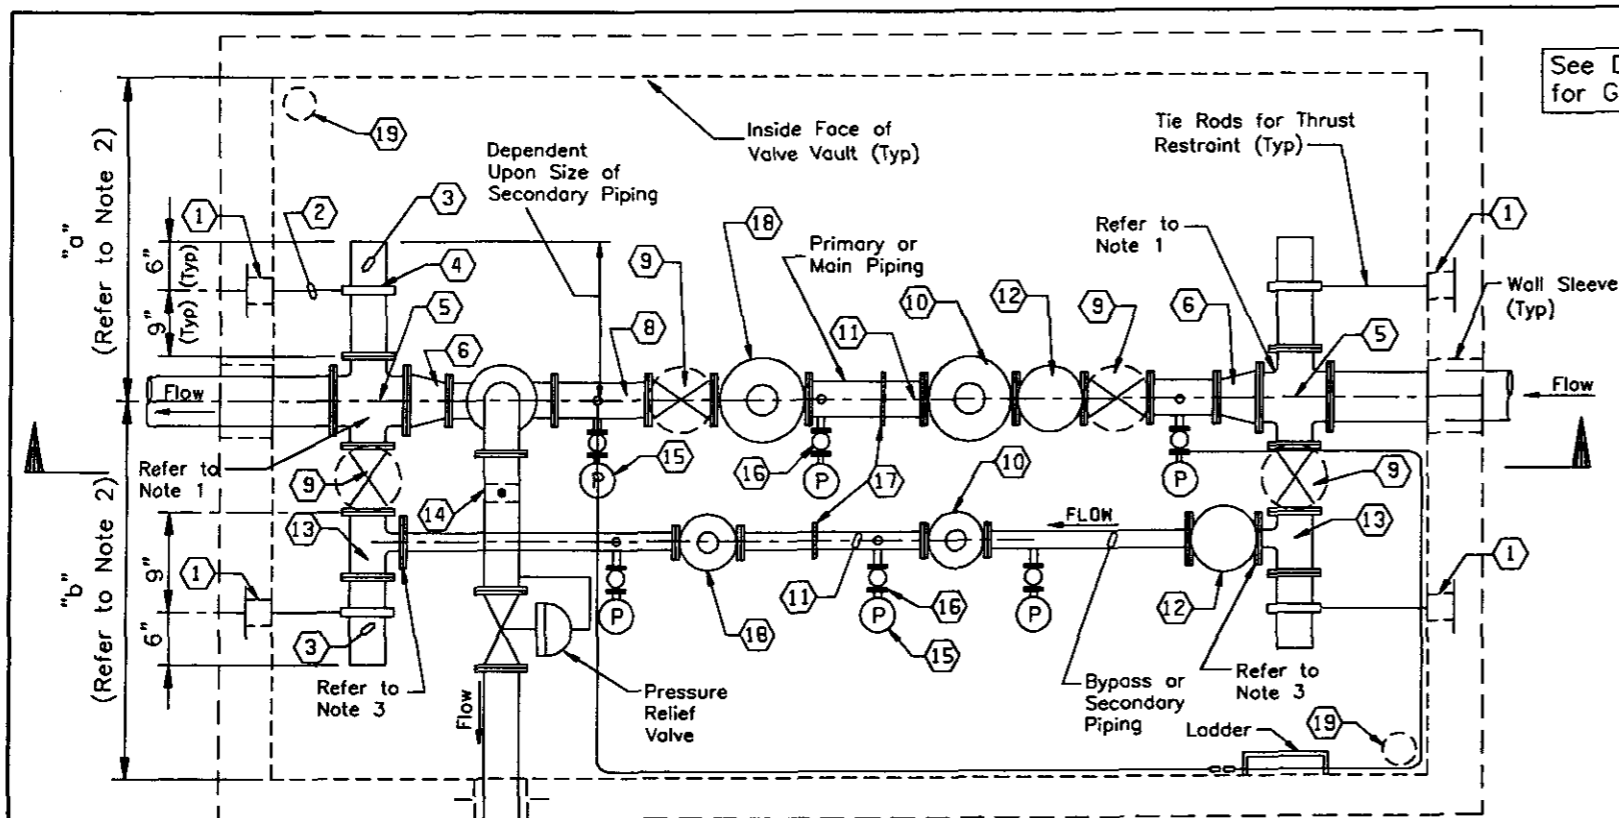 See D
for G
19
Inside Face of
Valve Vault (Typ)
Tie Rods for Thrust
Restraint (Typ)
Dependent
Upon Size of
Secondary Piping
"a"
(Refer to Note 2)
1
2
3
18
Primary or
Main Piping
Refer to
Note 1
1
6"
(Typ)
9"
(Typ)
4
9
10
12
9
Wall Sleeve
(Typ)
5
6
8
11
6
5
Flow
Flow
Refer to
Note 1
9
14
P
15
16
P
17
10
P
9
FLOW
13
13
"b"
(Refer to Note 2)
9"
6"
1
1
3
P
18
11
P
16
15
P
12
Refer to
Note 3
Flow
Pressure
Relief
Valve
Bypass or
Secondary
Piping
Refer to
Note 3
Ladder
19